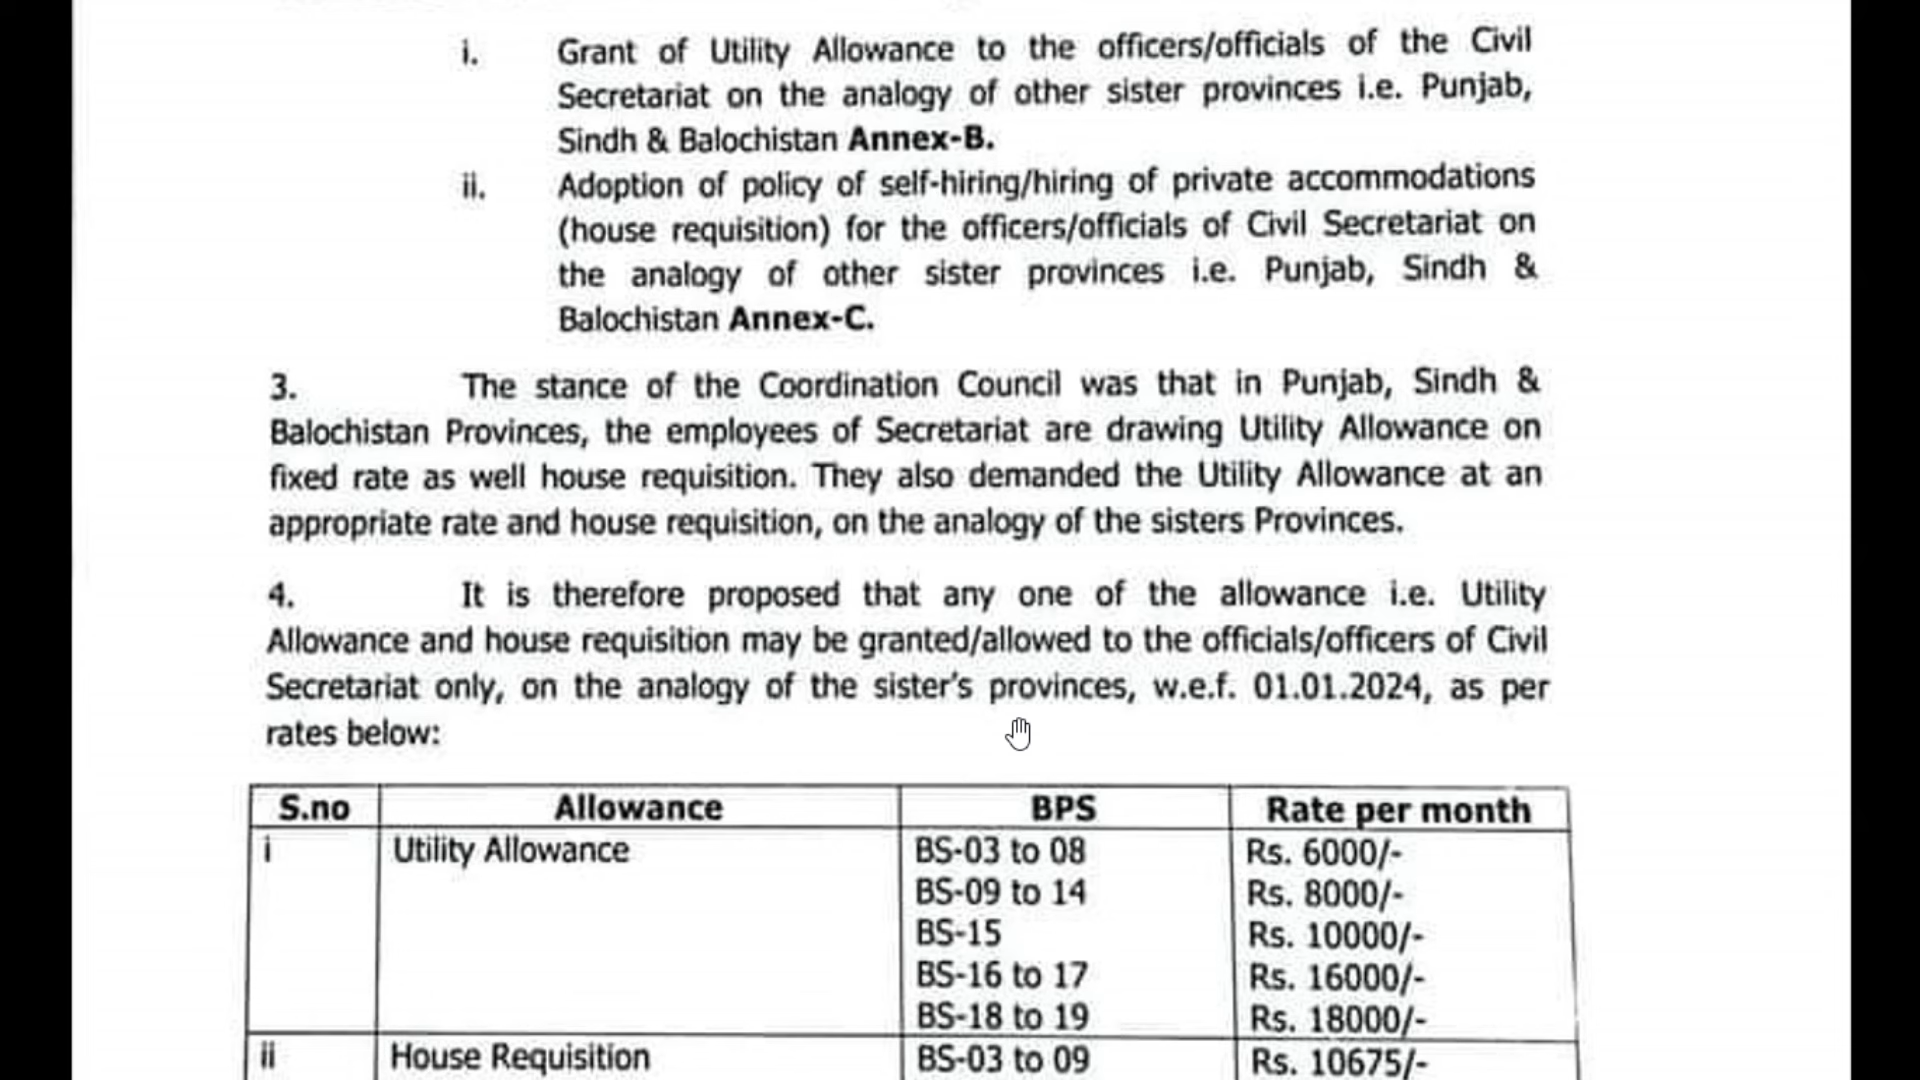 i. Grant of Utility Allowance to the officers/officials of the Civil
Secretariat on the analogy of other sister provinces i.e. Punjab,
Sindh & Balochistan Annex-B.
ii. Adoption of policy of self-hiring/hiring of private accommodations
(house requisition) for the officers/officials of Civil Secretariat on
the analogy of other sister provinces i.e. Punjab, Sindh &
Balochistan Annex-C.
3. The stance of the Coordination Council was that in Punjab, Sindh &
Balochistan Provinces, the employees of Secretariat are drawing Utility Allowance on
fixed rate as well house requisition. They also demanded the Utility Allowance at an
appropriate rate and house requisition, on the analogy of the sisters Provinces.
4. It is therefore proposed that any one of the allowance i.e. Utility
Allowance and house requisition may be granted/allowed to the officials/officers of Civil
Secretariat only, on the analogy of the sister's provinces, w.e.f. 01.01.2024, as per
rates below:
S.no Allowance BPS Rate per month
i Utility Allowance BS-03 to 08 Rs. 6000/-
BS-09 to 14 Rs. 8000/-
BS-15 Rs. 10000/-
BS-16 to 17 Rs. 16000/-
BS-18 to 19 Rs. 18000/-
ii House Requisition BS-03 to 09 Rs. 10675/-